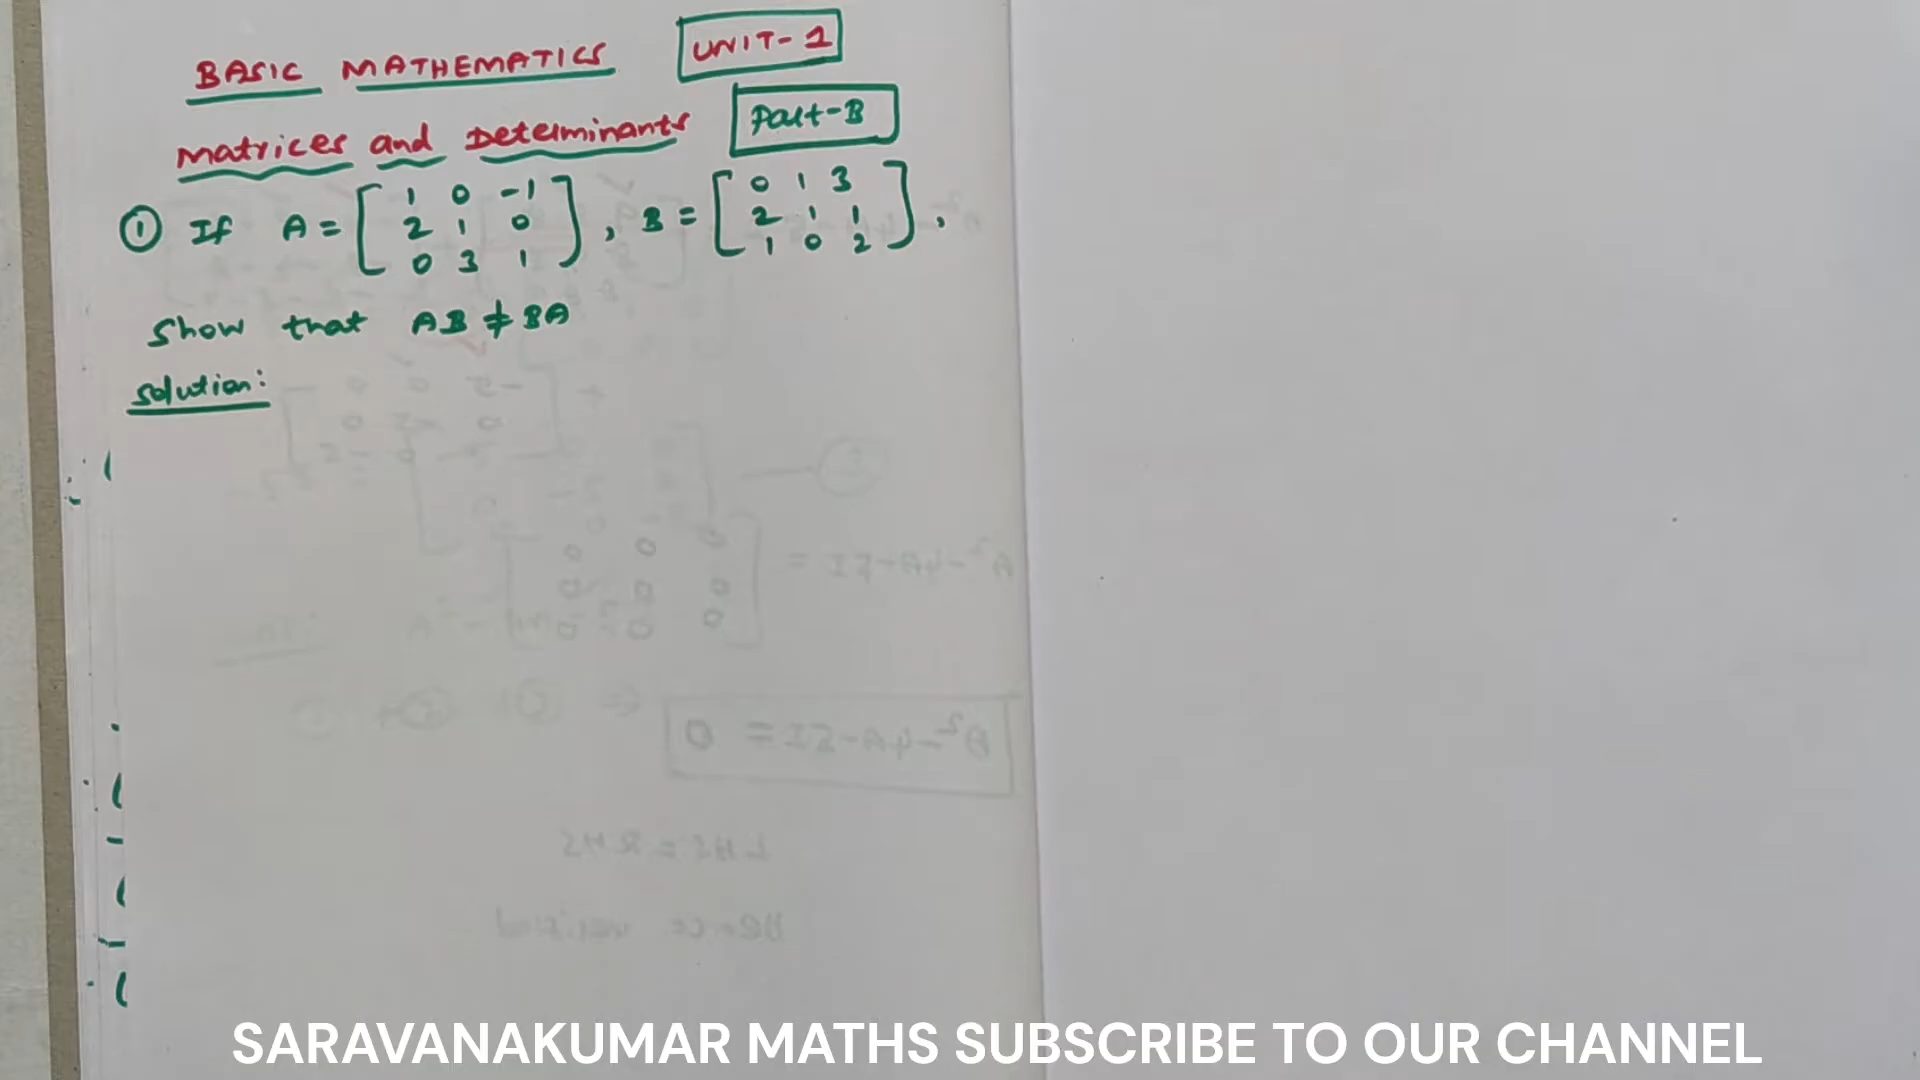 BASIC MATHEMATICS UNIT-1
Matrices and Determinants Part-B
① If A = [ 1 0 -1
2 1 0
0 3 1 ] , B = [ 0 1 3
2 1 1
1 0 2 ] ,
Show that AB ≠ BA
Solution:
SARAVANAKUMAR MATHS SUBSCRIBE TO OUR CHANNEL